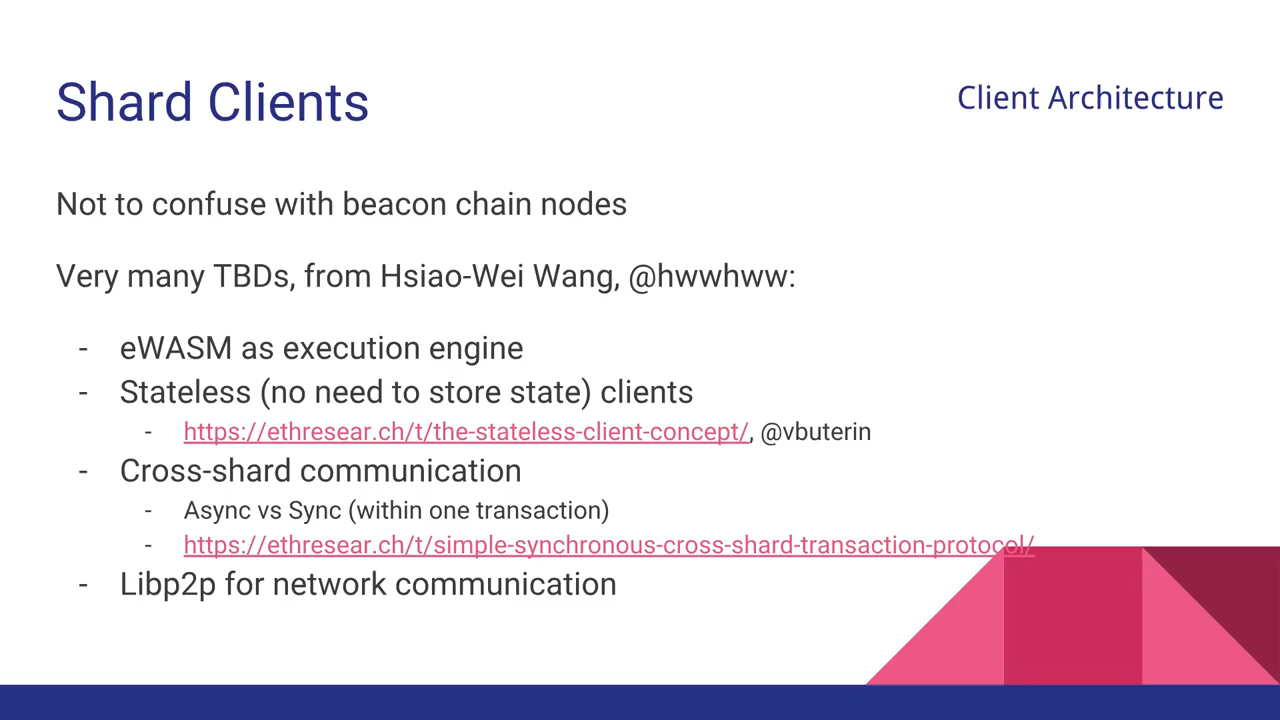 Shard Clients
Client Architecture
Not to confuse with beacon chain nodes
Very many TBDs, from Hsiao-Wei Wang, @hwwhww:
- eWASM as execution engine
- Stateless (no need to store state) clients
- https://ethresear.ch/t/the-stateless-client-concept/, @vbuterin
- Cross-shard communication
- Async vs Sync (within one transaction)
- https://ethresear.ch/t/simple-synchronous-cross-shard-transaction-protocol/
- Libp2p for network communication